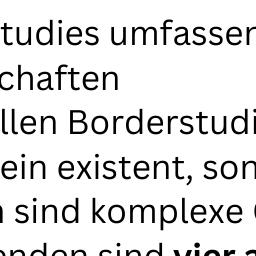 tudies umfassen
chaften
llen Borderstudi
ein existent, son
sind komplexe
enden sind vier a